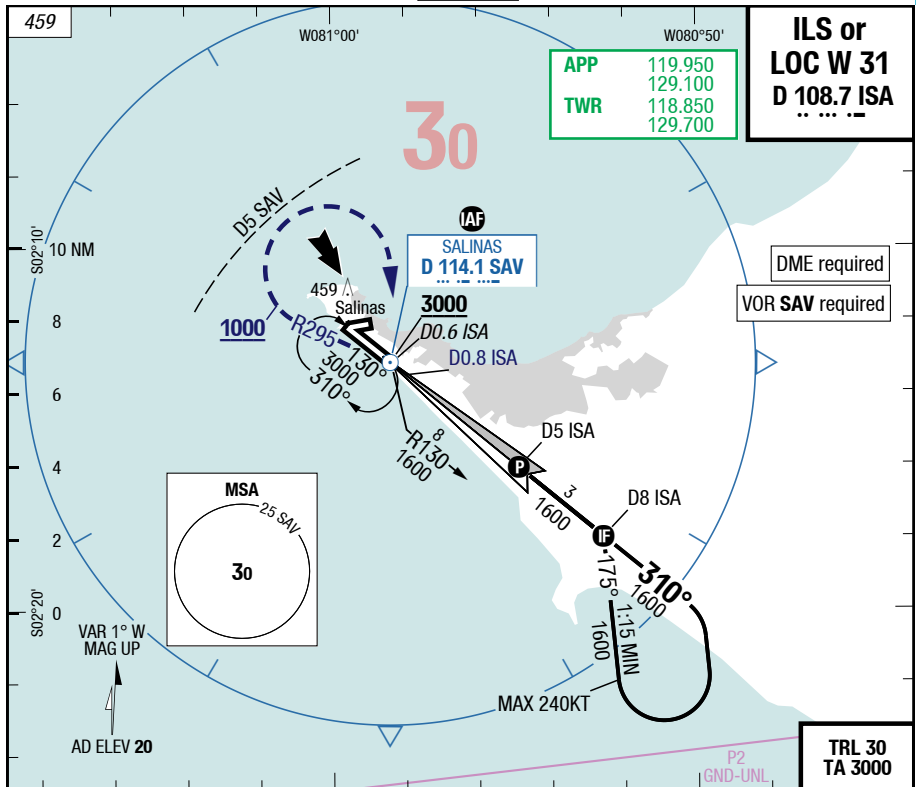 459
W081°00'
W080°50'
ILS or
LOC W 31
D 108.7 ISA
APP 119.950
129.100
TWR 118.850
129.700
30
D5 SAV
IAF
SALINAS
D 114.1 SAV
S02°10'
10 NM
DME required
VOR SAV required
459
Salinas
3000
D0.6 ISA
D0.8 ISA
1000
R295
130°
3000
310°
8
6
4
2
0
8
R130
1600
D5 ISA
P
3
1600
D8 ISA
IF
310°
1600
175°
1:15 MIN
1600
MAX 240KT
MSA
25 SAV
30
S02°20'
VAR 1° W
MAG UP
AD ELEV 20
P2
GND-UNL
TRL 30
TA 3000